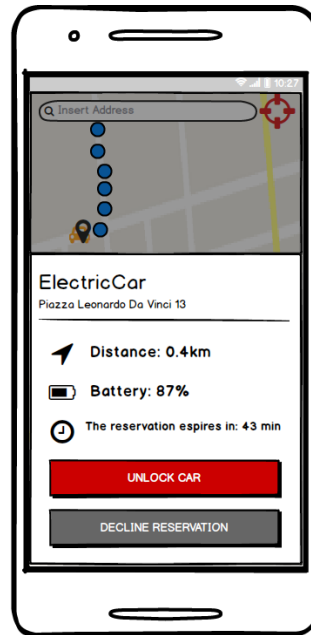 10:27
Insert Address
ElectricCar
Piazza Leonardo Da Vinci 13
Distance: 0.4km
Battery: 87%
The reservation espires in: 43 min
UNLOCK CAR
DECLINE RESERVATION